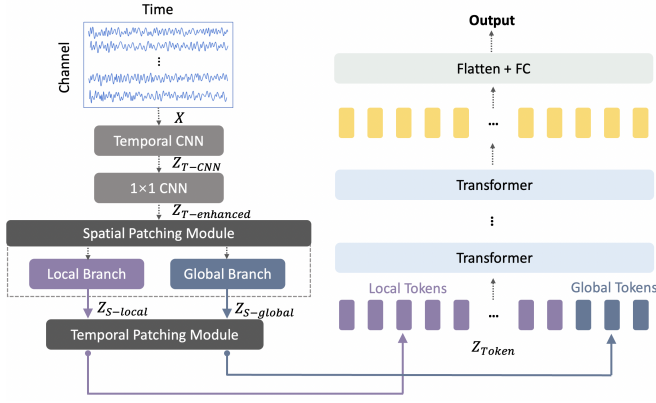 Time
Channel
X
Temporal CNN
Z_{T-CNN}
1×1 CNN
Z_{T-enhanced}
Spatial Patching Module
Local Branch
Global Branch
Z_{S-local}
Z_{S-global}
Temporal Patching Module
Output
Flatten + FC
...
Transformer
...
Transformer
Local Tokens
Global Tokens
...
Z_{Token}